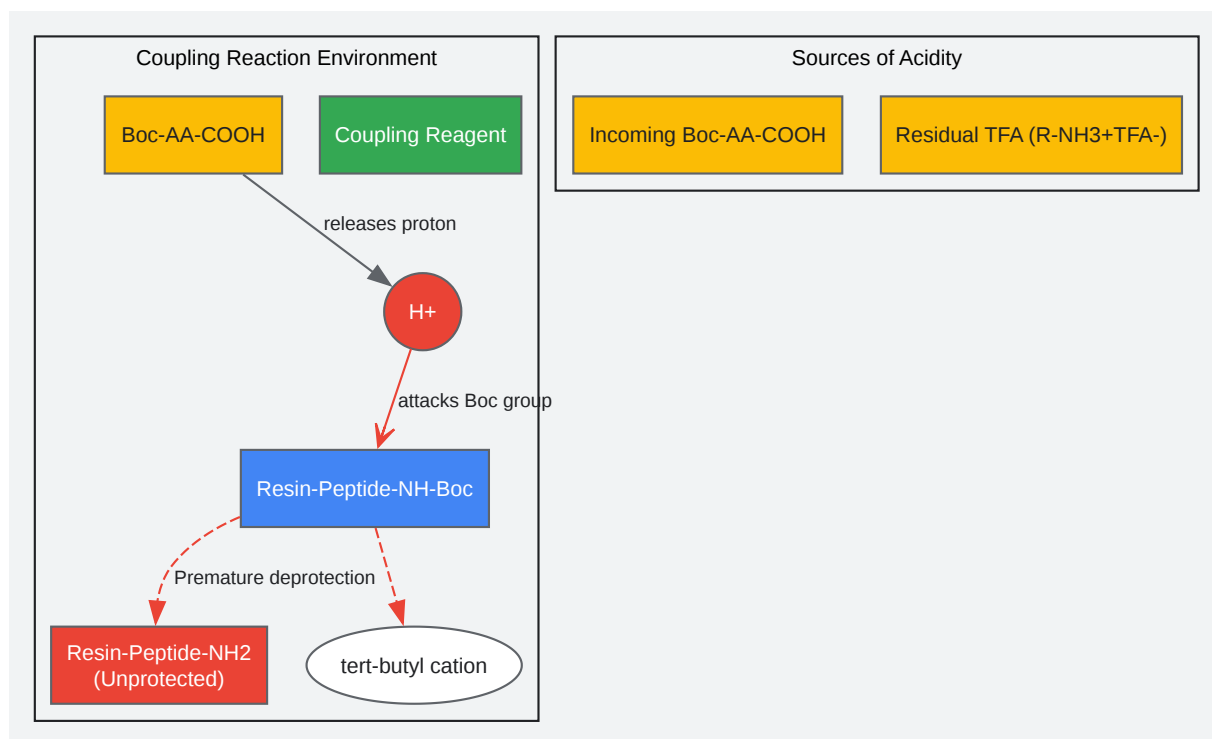 Coupling Reaction Environment
Boc-AA-COOH
Coupling Reagent
releases proton
H+
attacks Boc group
Resin-Peptide-NH-Boc
Premature deprotection
Resin-Peptide-NH2
(Unprotected)
tert-butyl cation
Sources of Acidity
Incoming Boc-AA-COOH
Residual TFA (R-NH3+TFA-)